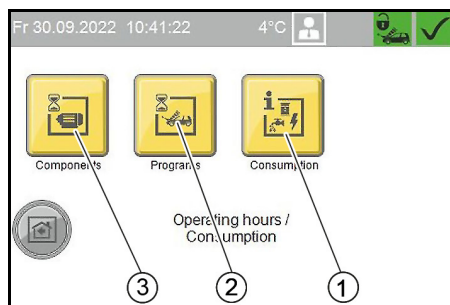 Fr 30.09.2022 10:41:22 4°C
Components Programs Consumption
Operating hours /
Consumption
3 2 1